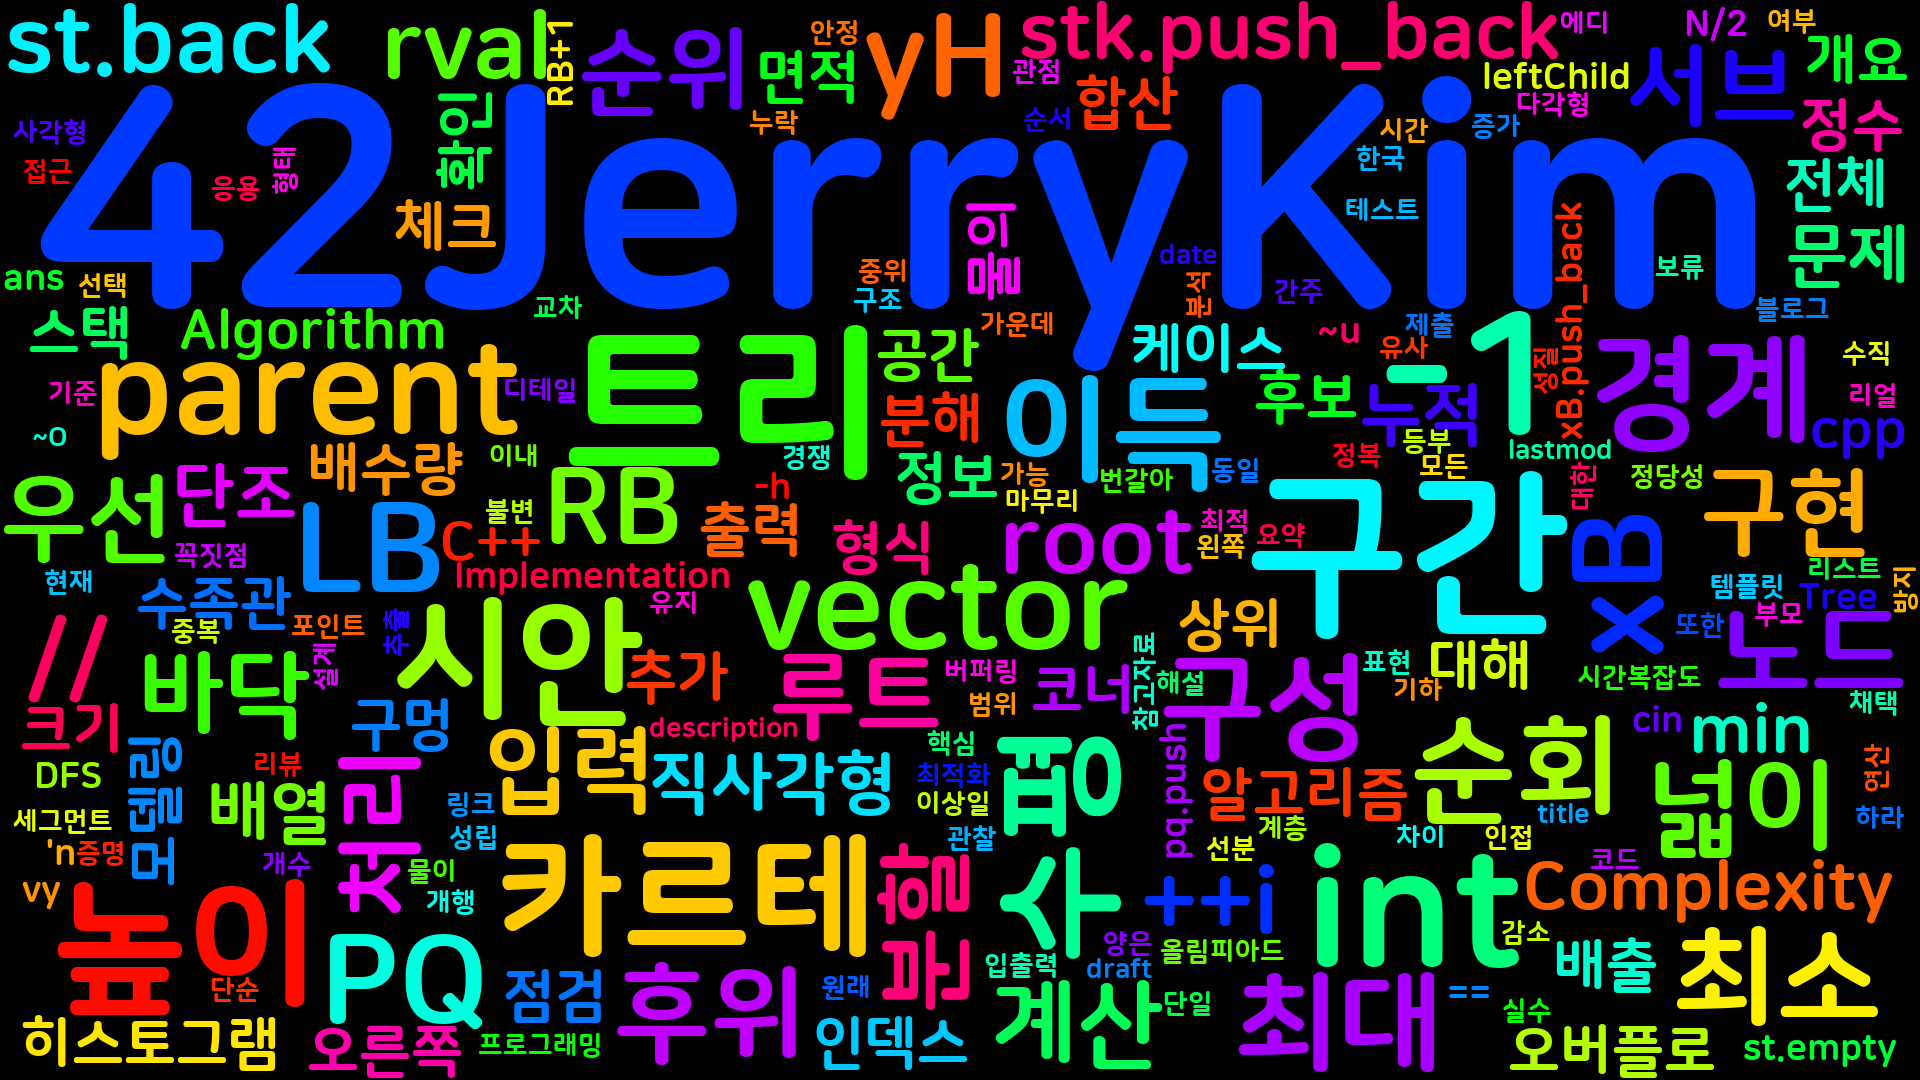 st.back
rval
RB+1
순위
면적
안정
yH
stk.push_back
에디
N/2
여부
개요
관점
합산
leftChild
다각형
서브
정수
누락
순서
시간
증가
사각형
접근
응용
형태
확인
체크
한국
테스트
전체
문제
42JerryKim
물의
xB.push_back
date
보류
ans
선택
중위
구조
분석
간주
블로그
교차
가운데
스택
Algorithm
공간
케이스
~u
제출
유사
-1
성질
경계
수직
parent
기준
디테일
트리
분해
이득
후보
누적
리얼
cpp
~O
배수량
이내
경쟁
정보
가능
번갈아
동일
정복
등부
모든
lastmod
정당성
대한
우선
단조
LB
불변
RB
-h
마무리
구간
구현
C++
출력
형식
root
최적
왼쪽
요약
xB
꼭짓점
현재
수족관
Implementation
유지
vector
리스트
템플릿
Tree
방지
부모
중복
포인트
추출
시안
상위
또한
노드
//
바닥
설계
추가
루트
버퍼링
참고자료
코너
해설
구성
표현
대해
시간복잡도
크기
구멍
description
범위
기하
채택
cin
min
입력
핵심
pq.push
순회
DFS
모델링
리뷰
처리
직사각형
최적화
폽
알고리즘
넓이
연산
배열
링크
이상일
title
하라
세그먼트
성립
관찰
계층
선분
차이
인접
'n
증명
개수
물이
카르테
분할
사
++i
int
코드
Complexity
vy
높이
개행
양은
올림피아드
감소
PQ
단순
점검
후위
원래
입출력
draft
배출
최소
계산
단일
최대
==
실수
히스토그램
오른쪽
프로그래밍
인덱스
오버플로
st.empty